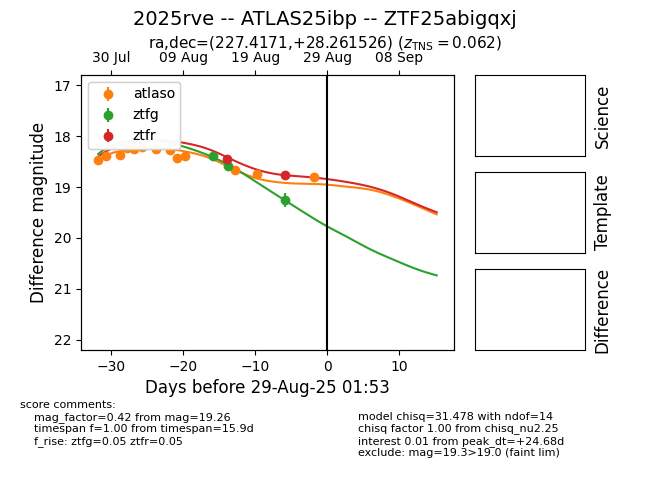 2025rve -- ATLAS25ibp -- ZTF25abigqxj
ra,dec=(227.4171,+28.261526) (zTNS = 0.062)
30 Jul 09 Aug 19 Aug 29 Aug 08 Sep
atlaso
ztfg
ztfr
17
18
19
20
21
22
Difference magnitude
−30 −20 −10 0 10
Days before 29-Aug-25 01:53
Science
Template
Difference
score comments:
mag_factor=0.42 from mag=19.26
timespan f=1.00 from timespan=15.9d
f_rise: ztfg=0.05 ztfr=0.05
model chisq=31.478 with ndof=14
chisq factor 1.00 from chisq_nu2.25
interest 0.01 from peak_dt=+24.68d
exclude: mag=19.3>19.0 (faint lim)